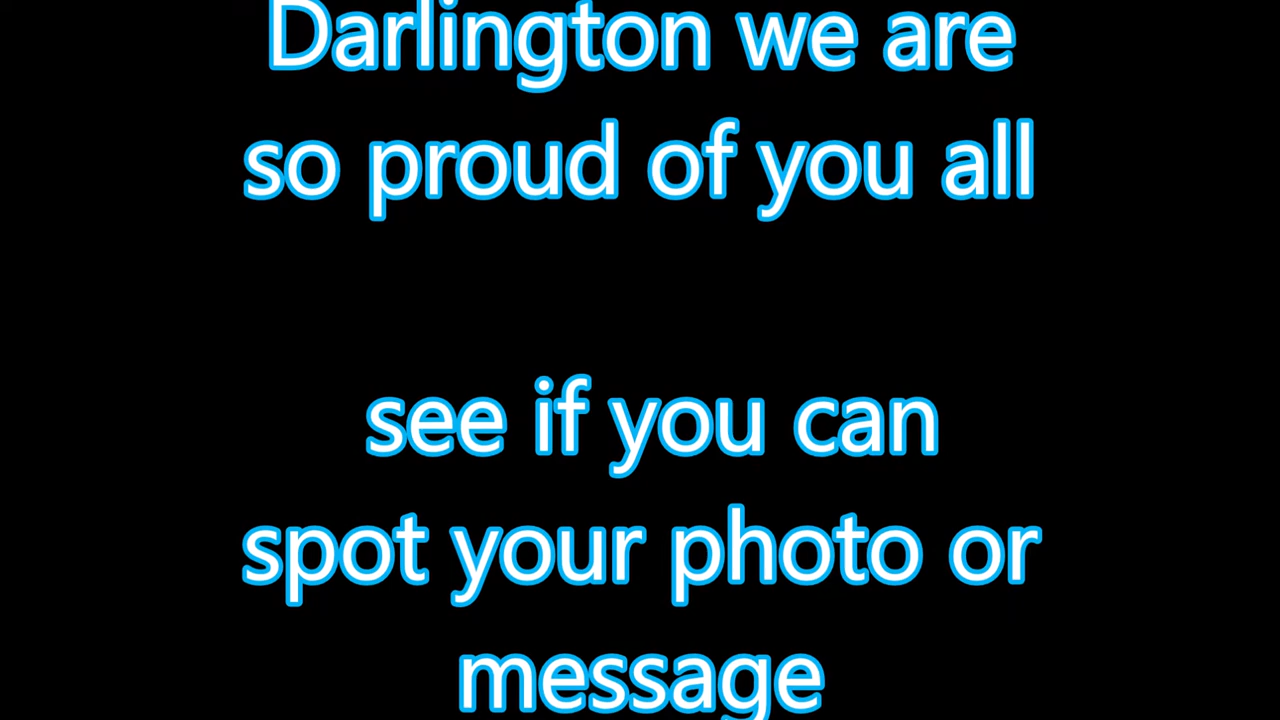 Darlington we are
so proud of you all
see if you can
spot your photo or
message